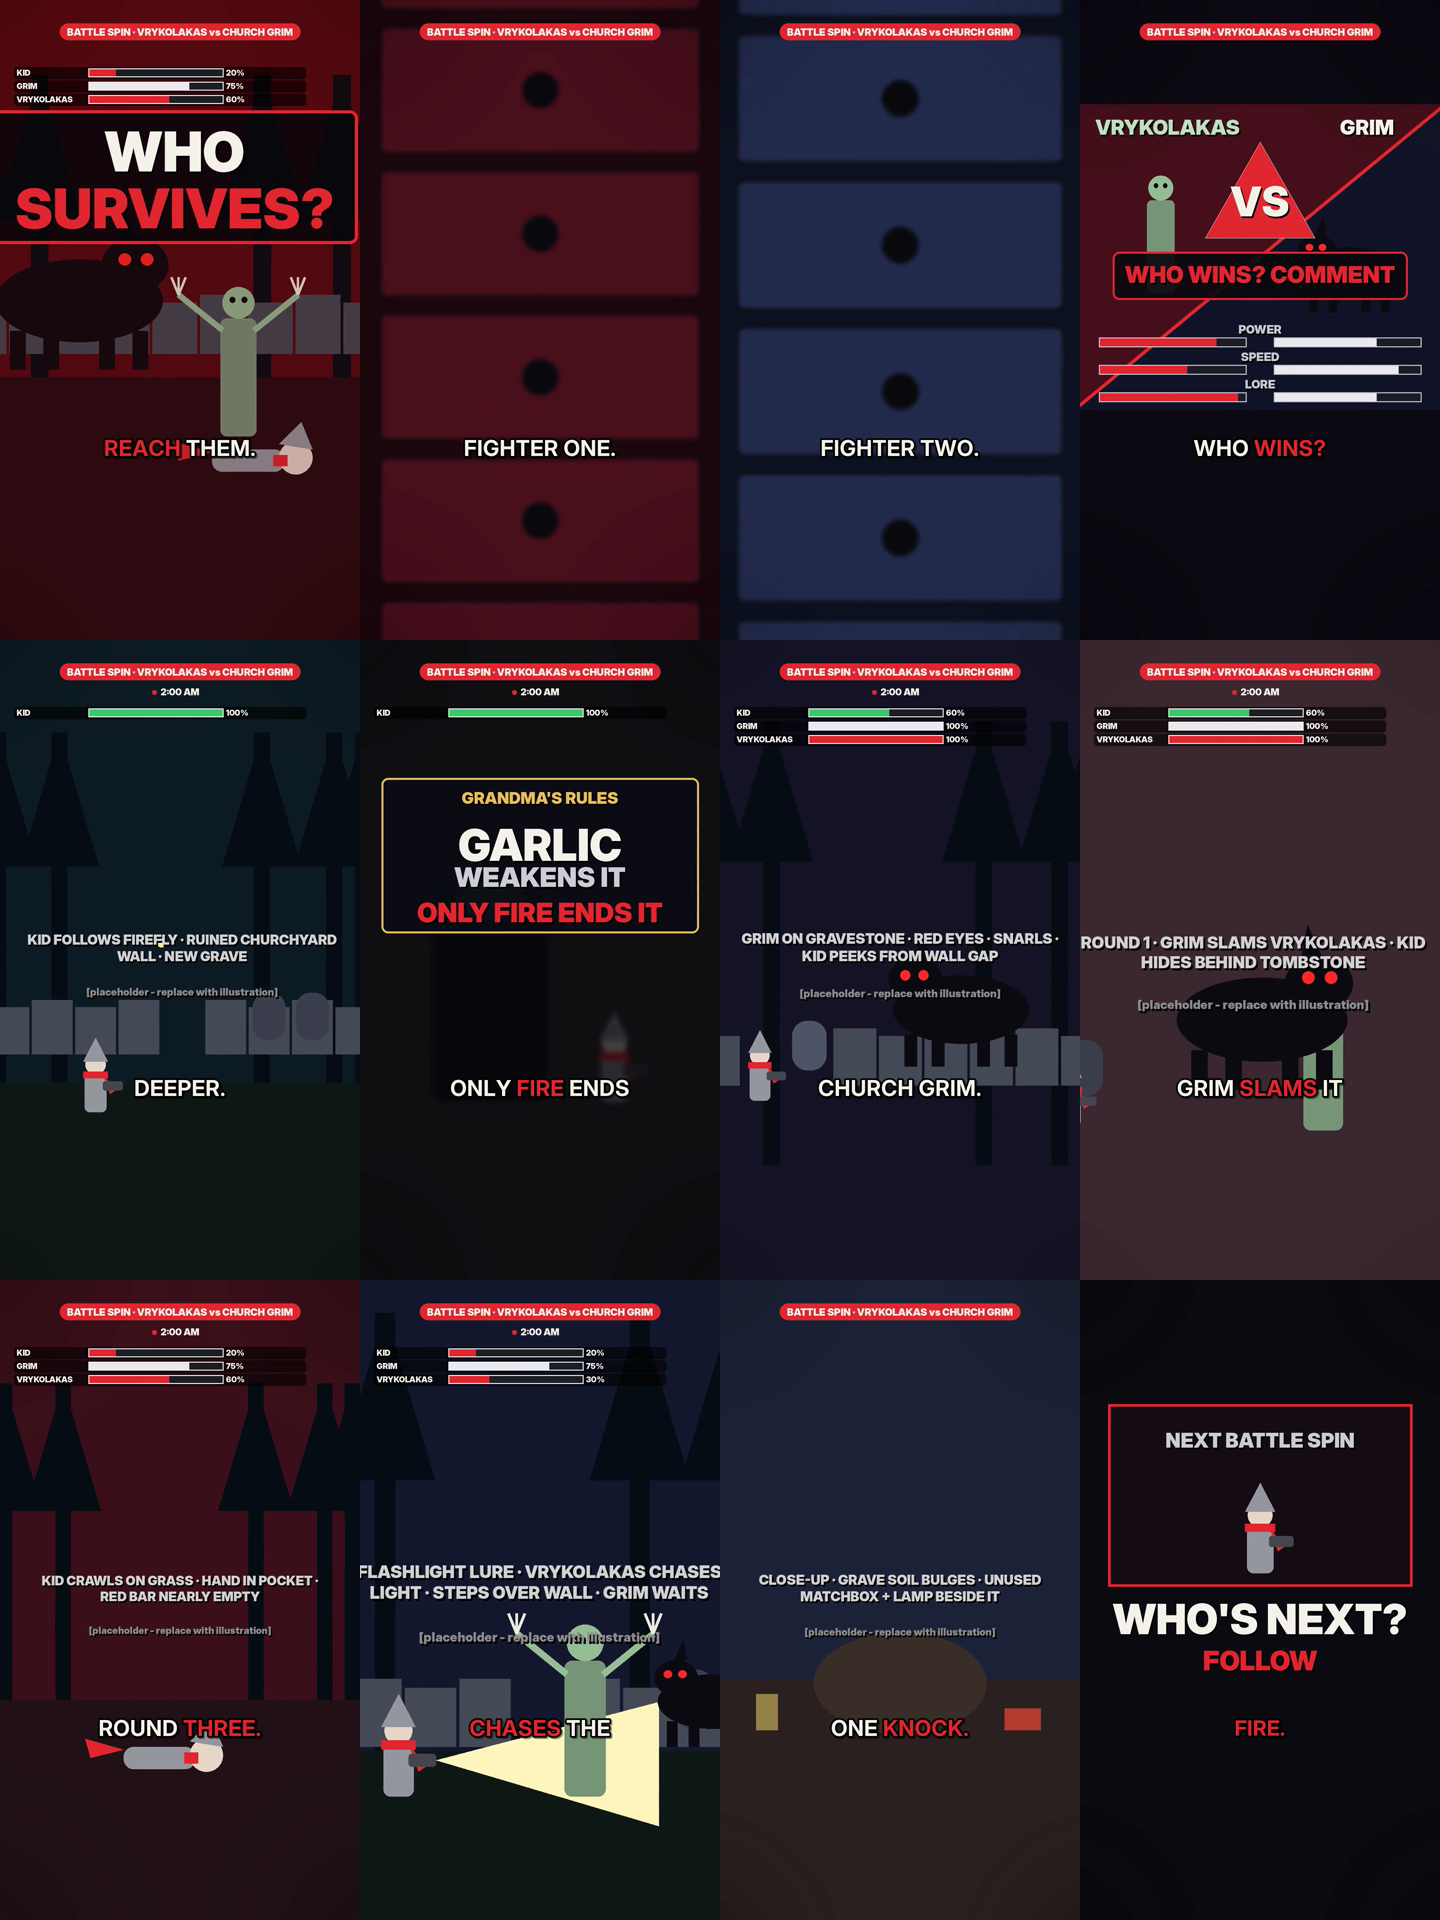 BATTLE SPIN · VRYKOLAKAS vs CHURCH GRIM
KID 20%
GRIM 75%
VRYKOLAKAS 60%
WHO
SURVIVES?
REACH THEM.
BATTLE SPIN · VRYKOLAKAS vs CHURCH GRIM
FIGHTER ONE.
BATTLE SPIN · VRYKOLAKAS vs CHURCH GRIM
FIGHTER TWO.
BATTLE SPIN · VRYKOLAKAS vs CHURCH GRIM
VRYKOLAKAS GRIM
VS
WHO WINS? COMMENT
POWER
SPEED
LORE
WHO WINS?
BATTLE SPIN · VRYKOLAKAS vs CHURCH GRIM
2:00 AM
KID 100%
KID FOLLOWS FIREFLY · RUINED CHURCHYARD
WALL · NEW GRAVE
[placeholder - replace with illustration]
DEEPER.
BATTLE SPIN · VRYKOLAKAS vs CHURCH GRIM
2:00 AM
KID 100%
GRANDMA'S RULES
GARLIC
WEAKENS IT
ONLY FIRE ENDS IT
ONLY FIRE ENDS
BATTLE SPIN · VRYKOLAKAS vs CHURCH GRIM
2:00 AM
KID 60%
GRIM 100%
VRYKOLAKAS 100%
GRIM ON GRAVESTONE · RED EYES · SNARLS ·
KID PEEKS FROM WALL GAP
[placeholder - replace with illustration]
CHURCH GRIM.
BATTLE SPIN · VRYKOLAKAS vs CHURCH GRIM
2:00 AM
KID 60%
GRIM 100%
VRYKOLAKAS 100%
ROUND 1 · GRIM SLAMS VRYKOLAKAS · KID
HIDES BEHIND TOMBSTONE
[placeholder - replace with illustration]
GRIM SLAMS IT
BATTLE SPIN · VRYKOLAKAS vs CHURCH GRIM
2:00 AM
KID 20%
GRIM 75%
VRYKOLAKAS 60%
KID CRAWLS ON GRASS · HAND IN POCKET ·
RED BAR NEARLY EMPTY
[placeholder - replace with illustration]
ROUND THREE.
BATTLE SPIN · VRYKOLAKAS vs CHURCH GRIM
2:00 AM
KID 20%
GRIM 75%
VRYKOLAKAS 30%
FLASHLIGHT LURE · VRYKOLAKAS CHASES
LIGHT · STEPS OVER WALL · GRIM WAITS
[placeholder - replace with illustration]
CHASES THE
BATTLE SPIN · VRYKOLAKAS vs CHURCH GRIM
CLOSE-UP · GRAVE SOIL BULGES · UNUSED
MATCHBOX + LAMP BESIDE IT
[placeholder - replace with illustration]
ONE KNOCK.
NEXT BATTLE SPIN
WHO'S NEXT?
FOLLOW
FIRE.